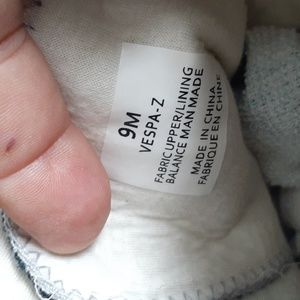 9M
VESPA-Z
FABRIC UPPER/LINING
BALANCE MAN MADE
MADE IN CHINA
FABRIQUE EN CHINE